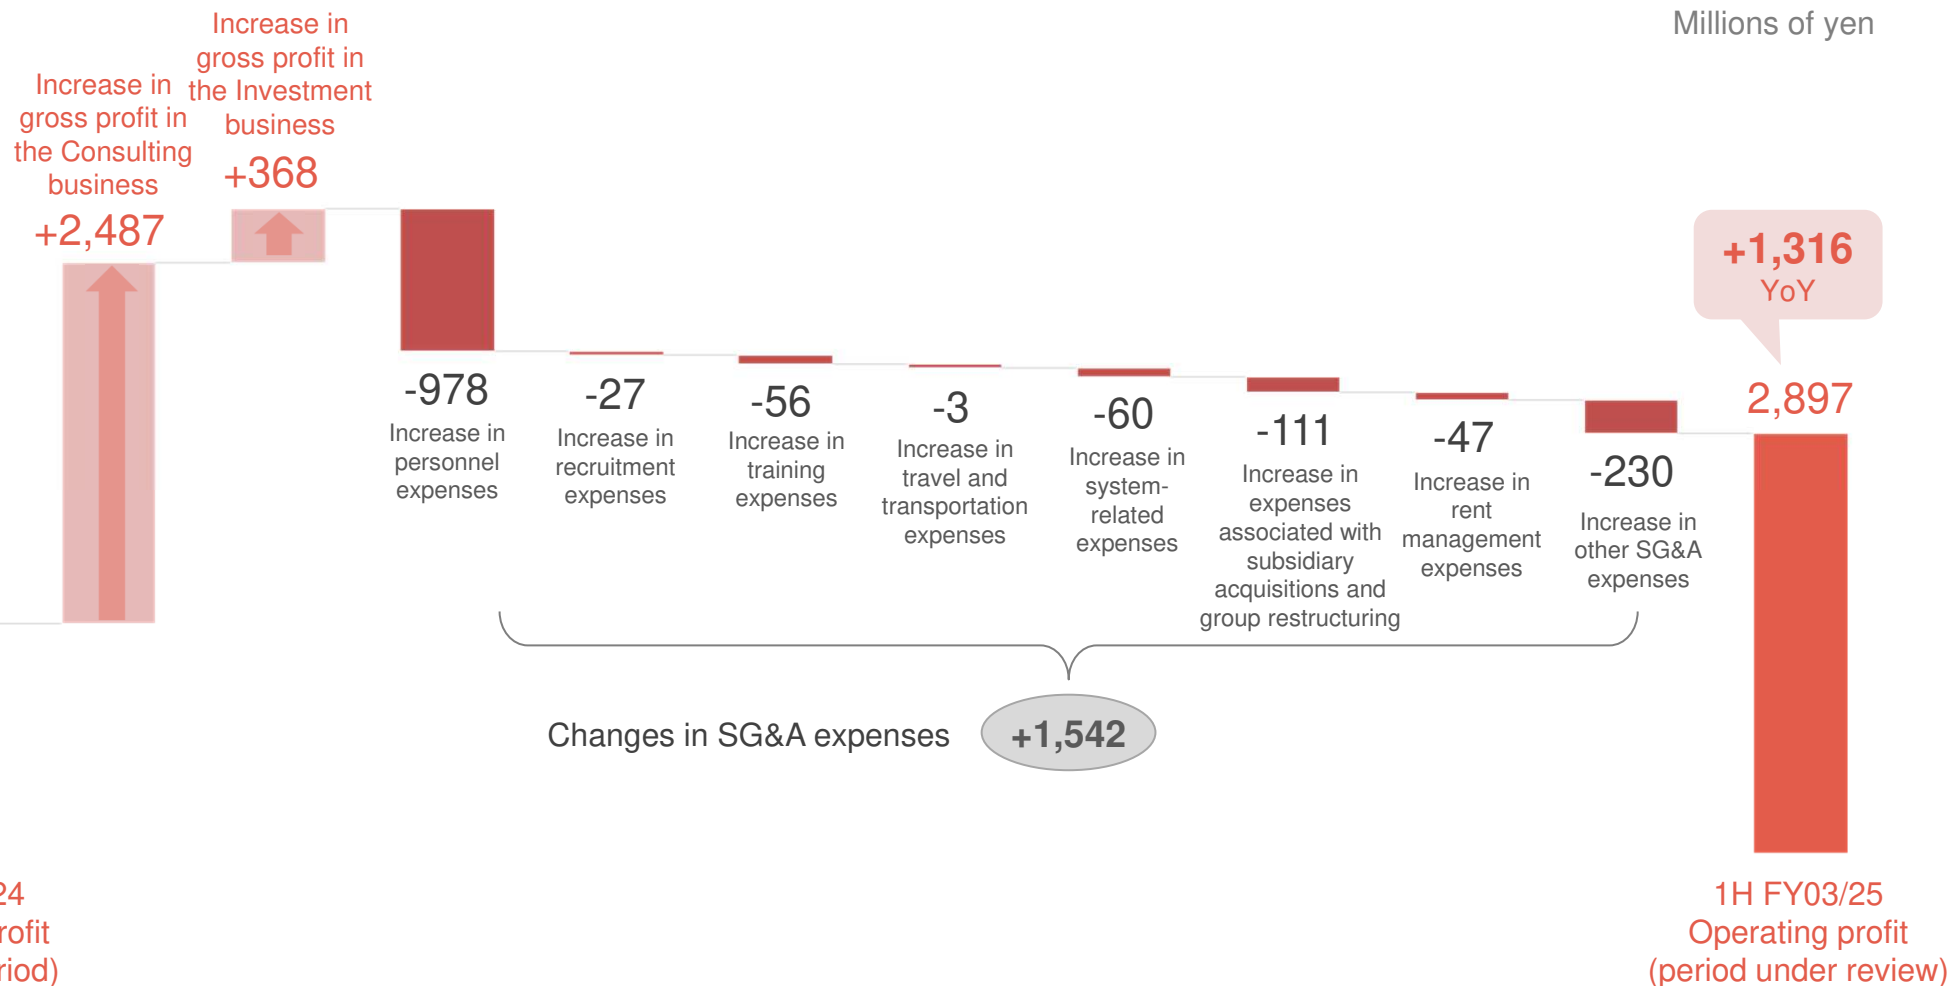 Millions of yen
Increase in
gross profit in
the Consulting
business
+2,487
Increase in
gross profit in
the Investment
business
+368
-978
Increase in
personnel
expenses
-27
Increase in
recruitment
expenses
-56
Increase in
training
expenses
-3
Increase in
travel and
transportation
expenses
-60
Increase in
system-
related
expenses
-111
Increase in
expenses
associated with
subsidiary
acquisitions and
group restructuring
-47
Increase in
rent
management
expenses
-230
Increase in
other SG&A
expenses
+1,316
YoY
2,897
Changes in SG&A expenses
+1,542
24
rofit
riod)
1H FY03/25
Operating profit
(period under review)